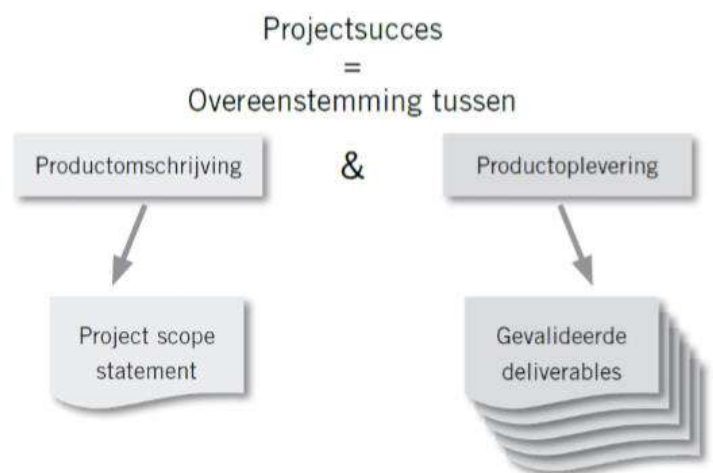 Projectsucces
=
Overeenstemming tussen
Productomschrijving & Productoplevering
Project scope
statement
Gevalideerde
deliverables